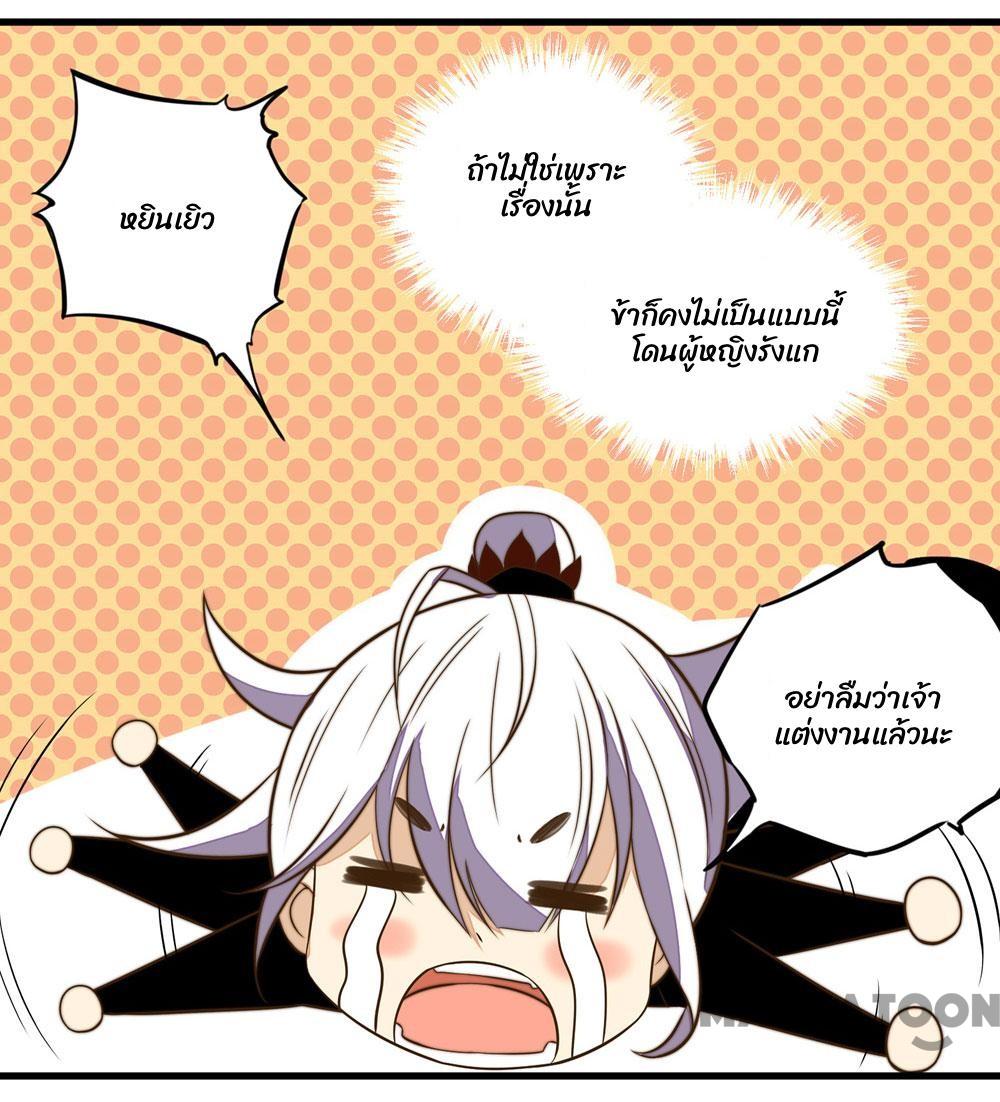 หยินเยิว
ถ้าไม่ใช่เพราะ
เรื่องนั้น
ข้าก็คงไม่เป็นแบบนี้
โดนผู้หญิงรังแก
อย่าลืมว่าเจ้า
แต่งงานแล้วนะ